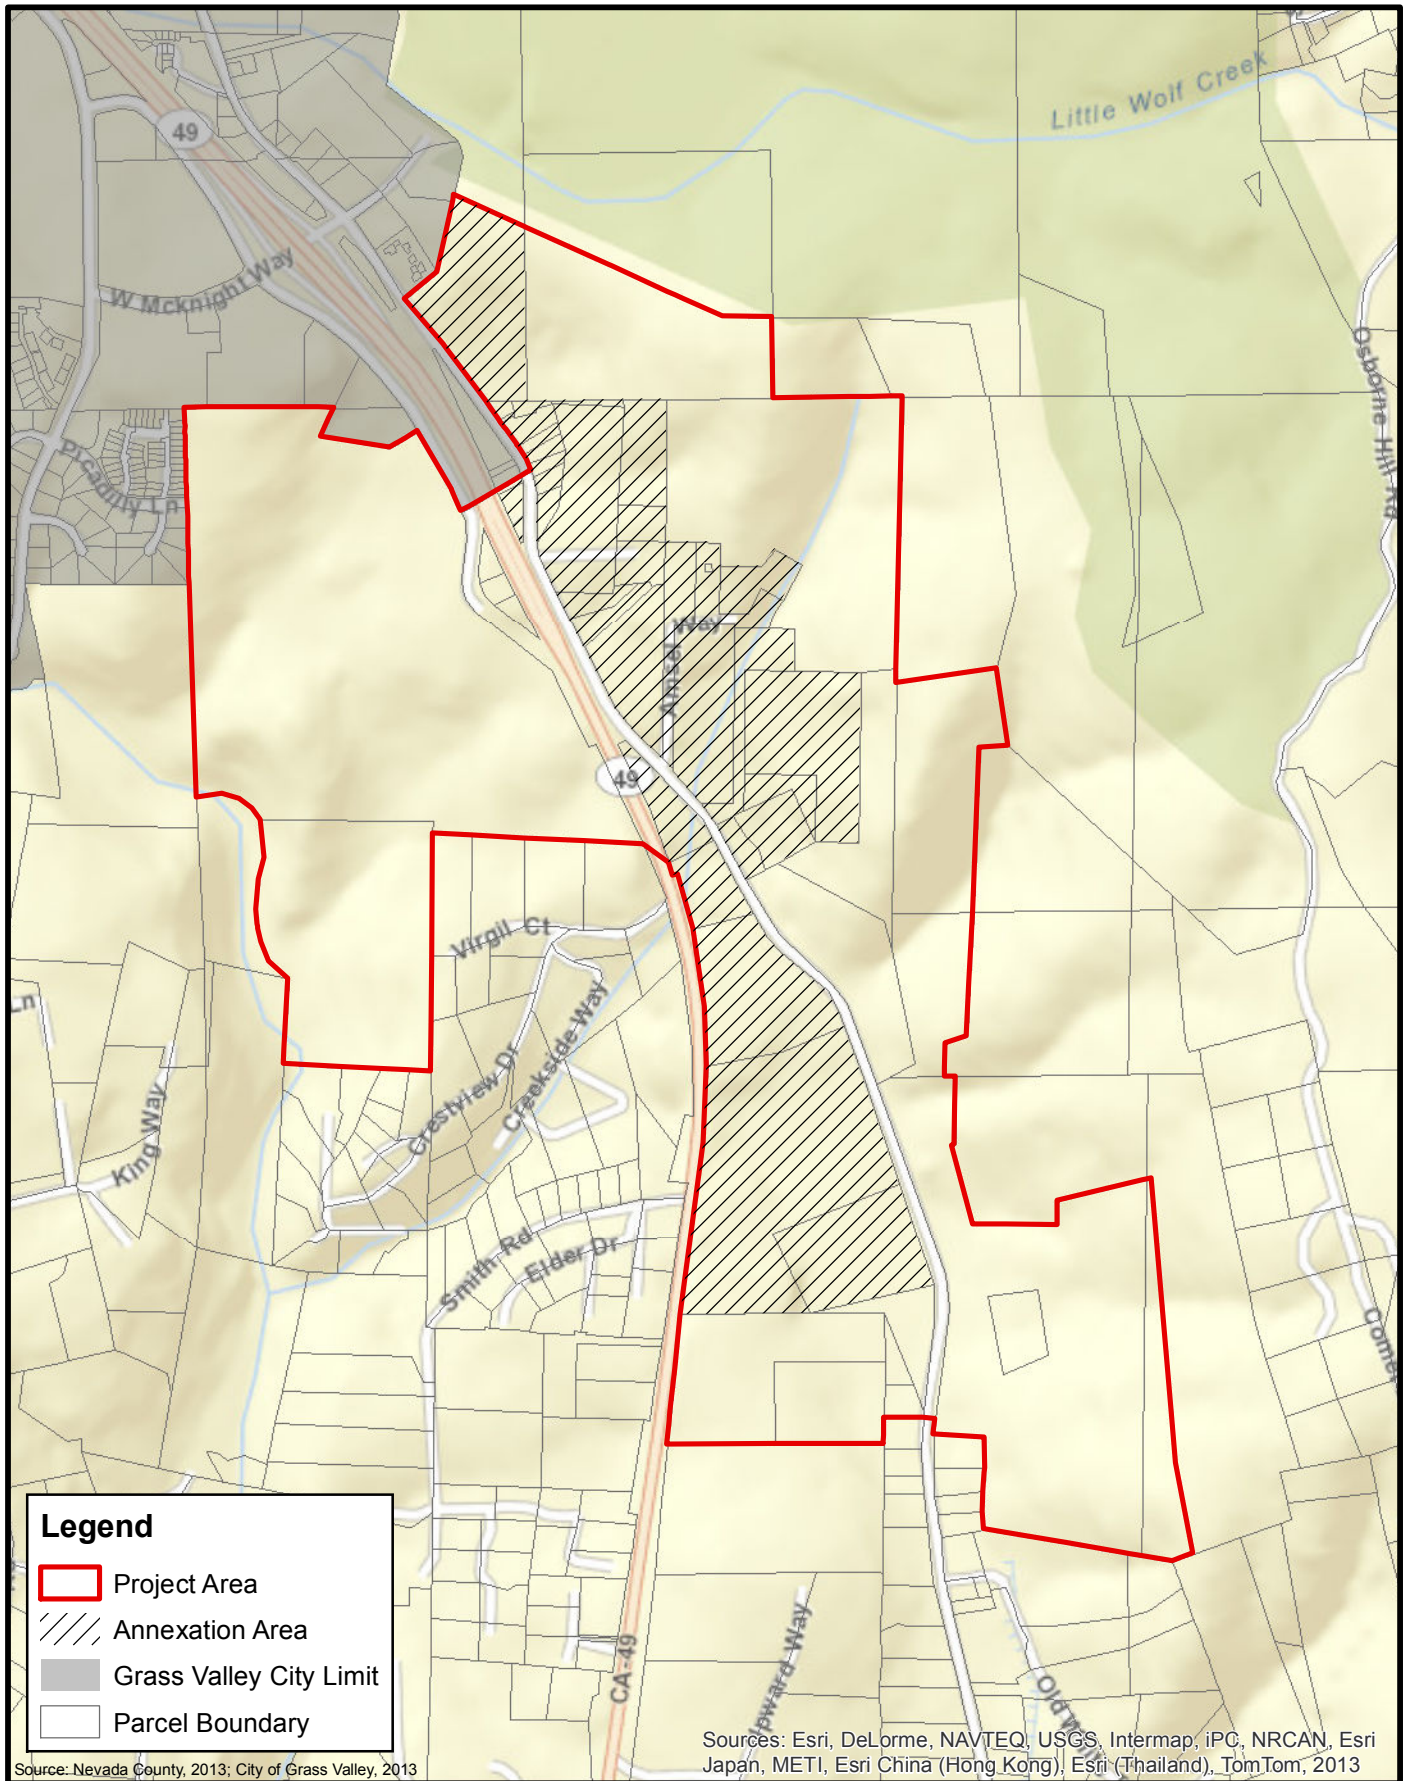 Little Wolf Creek
49
W Mcknight Way
Osborne Hill Rd
Picadilly Ln
Amsel Way
49
Virgil Ct
Ln
Creekside Way
Crestview Dr
King Way
Smith Rd
Elder Dr
Legend
Project Area
Annexation Area
Grass Valley City Limit
Parcel Boundary
CA-49
Upward Way
Sources: Esri, DeLorme, NAVTEQ, USGS, Intermap, iPC, NRCAN, Esri
Japan, METI, Esri China (Hong Kong), Esri (Thailand), TomTom, 2013
Source: Nevada County, 2013; City of Grass Valley, 2013